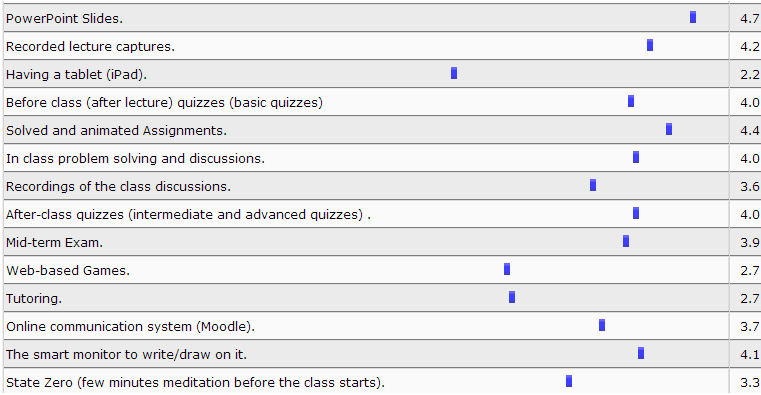 PowerPoint Slides. 4.7
Recorded lecture captures. 4.2
Having a tablet (iPad). 2.2
Before class (after lecture) quizzes (basic quizzes) 4.0
Solved and animated Assignments. 4.4
In class problem solving and discussions. 4.0
Recordings of the class discussions. 3.6
After-class quizzes (intermediate and advanced quizzes) . 4.0
Mid-term Exam. 3.9
Web-based Games. 2.7
Tutoring. 2.7
Online communication system (Moodle). 3.7
The smart monitor to write/draw on it. 4.1
State Zero (few minutes meditation before the class starts). 3.3